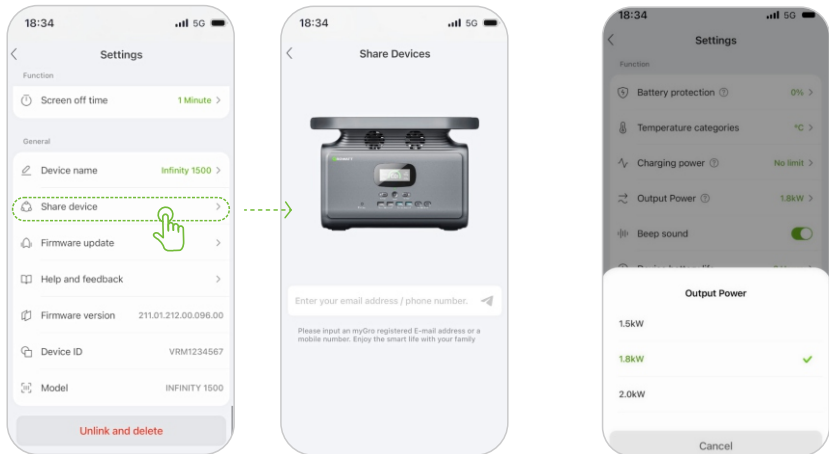 18:34
5G
Settings
Function
Screen off time
1 Minute
General
Device name
Infinity 1500
Share device
Firmware update
Help and feedback
Firmware version
211.01.212.00.096.00
Device ID
VRM1234567
Model
INFINITY 1500
Unlink and delete
18:34
5G
Share Devices
Enter your email address / phone number.
Please input an myGro registered E-mail address or a
mobile number. Enjoy the smart life with your family
18:34
5G
Settings
Function
Battery protection
0%
Temperature categories
°C
Charging power
No limit
Output Power
1.8kW
Beep sound
Output Power
1.5kW
1.8kW
2.0kW
Cancel